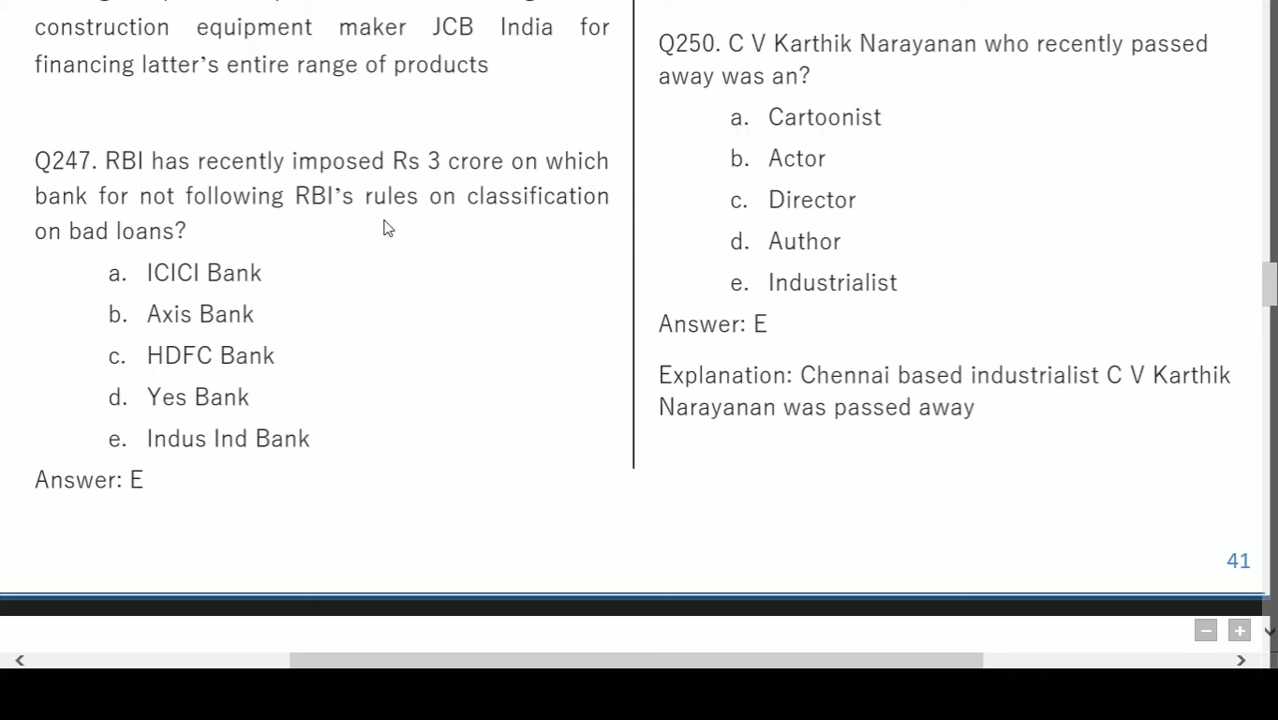 construction equipment maker JCB India for
financing latter’s entire range of products
Q247. RBI has recently imposed Rs 3 crore on which
bank for not following RBI’s rules on classification
on bad loans?
a. ICICI Bank
b. Axis Bank
c. HDFC Bank
d. Yes Bank
e. Indus Ind Bank
Answer: E
Q250. C V Karthik Narayanan who recently passed
away was an?
a. Cartoonist
b. Actor
c. Director
d. Author
e. Industrialist
Answer: E
Explanation: Chennai based industrialist C V Karthik
Narayanan was passed away
41